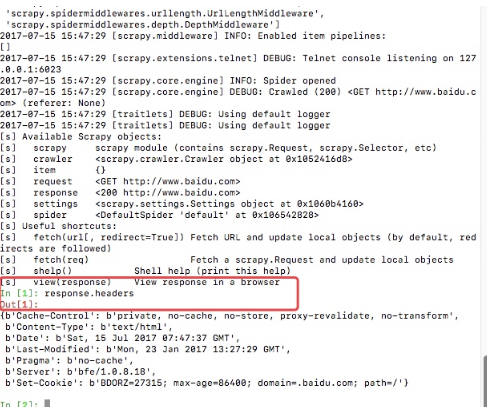 'scrapy.spidermiddlewares.urllength.UrlLengthMiddleware',
'scrapy.spidermiddlewares.depth.DepthMiddleware']
2017-07-15 15:47:29 [scrapy.middleware] INFO: Enabled item pipelines:
[]
2017-07-15 15:47:29 [scrapy.extensions.telnet] DEBUG: Telnet console listening on 127
.0.0.1:6023
2017-07-15 15:47:29 [scrapy.core.engine] INFO: Spider opened
2017-07-15 15:47:29 [scrapy.core.engine] DEBUG: Crawled (200) <GET http://www.baidu.c
om> (referer: None)
2017-07-15 15:47:29 [traitlets] DEBUG: Using default logger
2017-07-15 15:47:29 [traitlets] DEBUG: Using default logger
[s] Available Scrapy objects:
[s]   scrapy     scrapy module (contains scrapy.Request, scrapy.Selector, etc)
[s]   crawler    <scrapy.crawler.Crawler object at 0x1052416d8>
[s]   item       {}
[s]   request    <GET http://www.baidu.com>
[s]   response   <200 http://www.baidu.com>
[s]   settings   <scrapy.settings.Settings object at 0x1060b4160>
[s]   spider     <DefaultSpider 'default' at 0x106542828>
[s] Useful shortcuts:
[s]   fetch(url[, redirect=True]) Fetch URL and update local objects (by default, red
irects are followed)
[s]   fetch(req)                  Fetch a scrapy.Request and update local objects
[s]   shelp()           Shell help (print this help)
[s]   view(response)    View response in a browser
In [1]: response.headers
Out[1]:
{b'Cache-Control': b'private, no-cache, no-store, proxy-revalidate, no-transform',
 b'Content-Type': b'text/html',
 b'Date': b'Sat, 15 Jul 2017 07:47:37 GMT',
 b'Last-Modified': b'Mon, 23 Jan 2017 13:27:29 GMT',
 b'Pragma': b'no-cache',
 b'Server': b'bfe/1.0.8.18',
 b'Set-Cookie': b'BDORZ=27315; max-age=86400; domain=.baidu.com; path=/'}
In [2]: